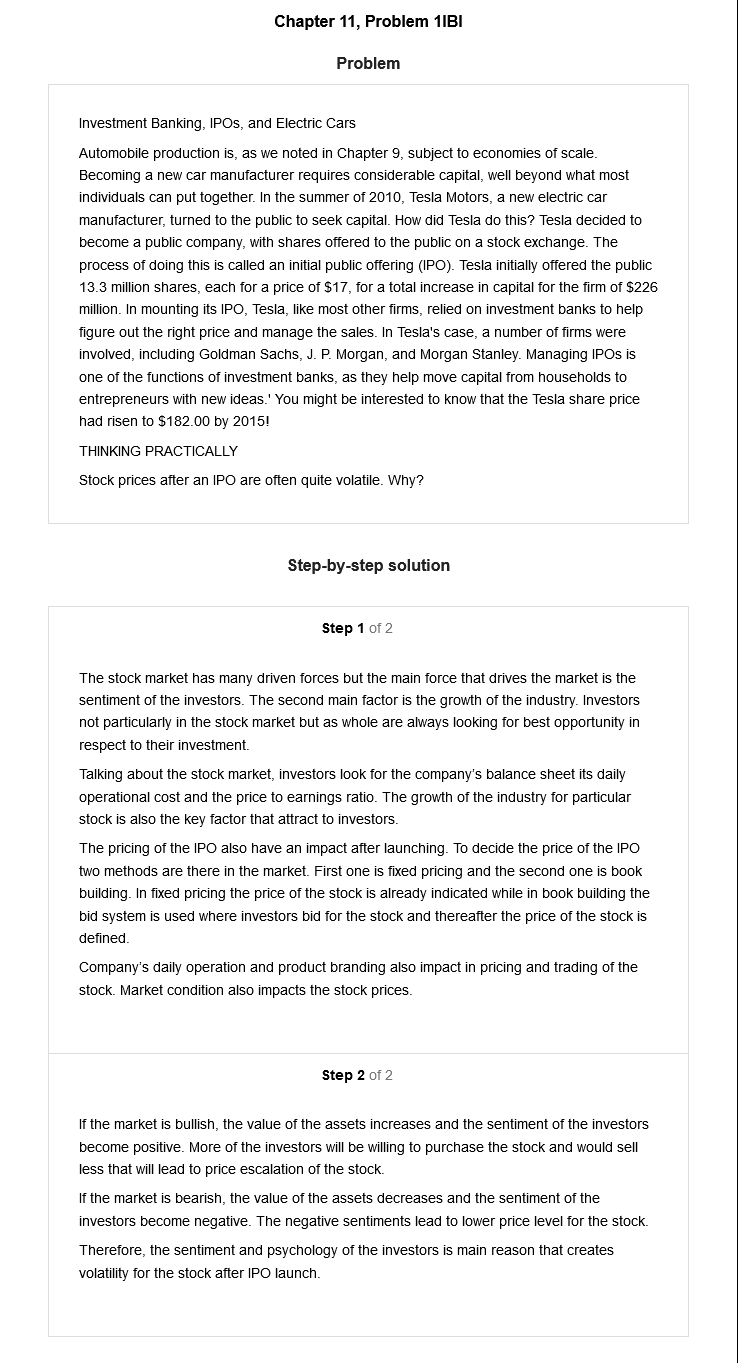 Chapter 11, Problem 1IBI
Problem
Investment Banking, IPOs, and Electric Cars
Automobile production is, as we noted in Chapter 9, subject to economies of scale.
Becoming a new car manufacturer requires considerable capital, well beyond what most
individuals can put together. In the summer of 2010, Tesla Motors, a new electric car
manufacturer, turned to the public to seek capital. How did Tesla do this? Tesla decided to
become a public company, with shares offered to the public on a stock exchange. The
process of doing this is called an initial public offering (IPO). Tesla initially offered the public
13.3 million shares, each for a price of $17, for a total increase in capital for the firm of $226
million. In mounting its IPO, Tesla, like most other firms, relied on investment banks to help
figure out the right price and manage the sales. In Tesla's case, a number of firms were
involved, including Goldman Sachs, J. P. Morgan, and Morgan Stanley. Managing IPOs is
one of the functions of investment banks, as they help move capital from households to
entrepreneurs with new ideas.' You might be interested to know that the Tesla share price
had risen to $182.00 by 2015!
THINKING PRACTICALLY
Stock prices after an IPO are often quite volatile. Why?
Step-by-step solution
Step 1 of 2
The stock market has many driven forces but the main force that drives the market is the
sentiment of the investors. The second main factor is the growth of the industry. Investors
not particularly in the stock market but as whole are always looking for best opportunity in
respect to their investment.
Talking about the stock market, investors look for the company’s balance sheet its daily
operational cost and the price to earnings ratio. The growth of the industry for particular
stock is also the key factor that attract to investors.
The pricing of the IPO also have an impact after launching. To decide the price of the IPO
two methods are there in the market. First one is fixed pricing and the second one is book
building. In fixed pricing the price of the stock is already indicated while in book building the
bid system is used where investors bid for the stock and thereafter the price of the stock is
defined.
Company’s daily operation and product branding also impact in pricing and trading of the
stock. Market condition also impacts the stock prices.
Step 2 of 2
If the market is bullish, the value of the assets increases and the sentiment of the investors
become positive. More of the investors will be willing to purchase the stock and would sell
less that will lead to price escalation of the stock.
If the market is bearish, the value of the assets decreases and the sentiment of the
investors become negative. The negative sentiments lead to lower price level for the stock.
Therefore, the sentiment and psychology of the investors is main reason that creates
volatility for the stock after IPO launch.